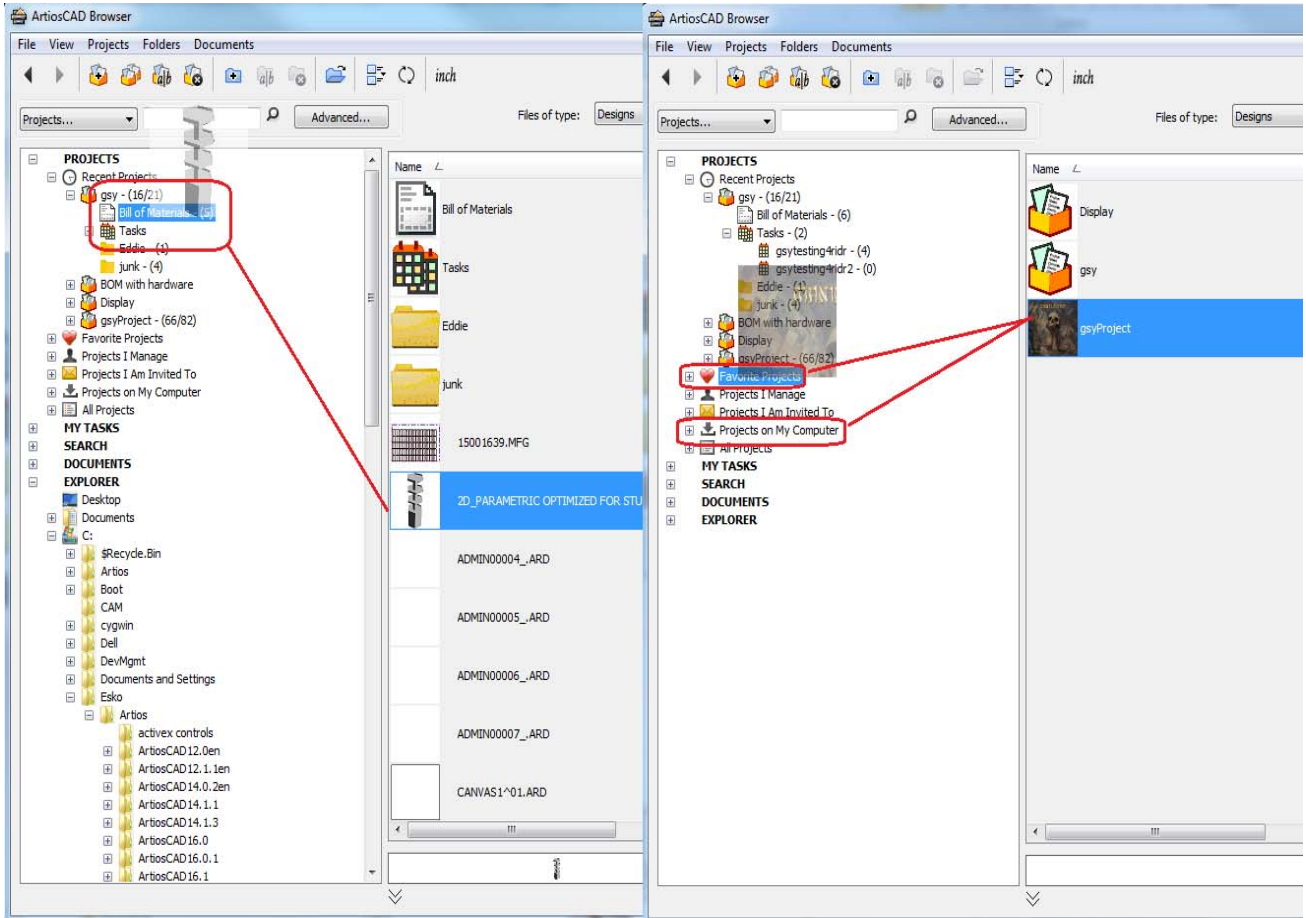 ArtiosCAD Browser
File View Projects Folders Documents
a|b a|b inch
Projects... Advanced... Files of type: Designs
PROJECTS
Recent Projects
gsy - (16/21)
Bill of Materials - (5)
Tasks
Eddie - (1)
junk - (4)
BOM with hardware
Display
gsyProject - (66/82)
Favorite Projects
Projects I Manage
Projects I Am Invited To
Projects on My Computer
All Projects
MY TASKS
SEARCH
DOCUMENTS
EXPLORER
Desktop
Documents
C:
$Recycle.Bin
Artios
Boot
CAM
cygwin
Dell
DevMgmt
Documents and Settings
Esko
Artios
activex controls
ArtiosCAD12.0en
ArtiosCAD12.1.1en
ArtiosCAD14.0.2en
ArtiosCAD14.1.1
ArtiosCAD14.1.3
ArtiosCAD16.0
ArtiosCAD16.0.1
ArtiosCAD16.1
Name
Bill of Materials
Tasks
Eddie
junk
15001639.MFG
2D_PARAMETRIC OPTIMIZED FOR STU
ADMIN00004_.ARD
ADMIN00005_.ARD
ADMIN00006_.ARD
ADMIN00007_.ARD
CANVAS1^01.ARD
ArtiosCAD Browser
File View Projects Folders Documents
a|b a|b inch
Projects... Advanced... Files of type: Designs
PROJECTS
Recent Projects
gsy - (16/21)
Bill of Materials - (6)
Tasks - (2)
gsytesting4ridr - (4)
gsytesting4ridr2 - (0)
Eddie - (1)
junk - (4)
BOM with hardware
Display
gsyProject - (66/82)
Favorite Projects
Projects I Manage
Projects I Am Invited To
Projects on My Computer
All Projects
MY TASKS
SEARCH
DOCUMENTS
EXPLORER
Name
Display
gsy
gsyProject